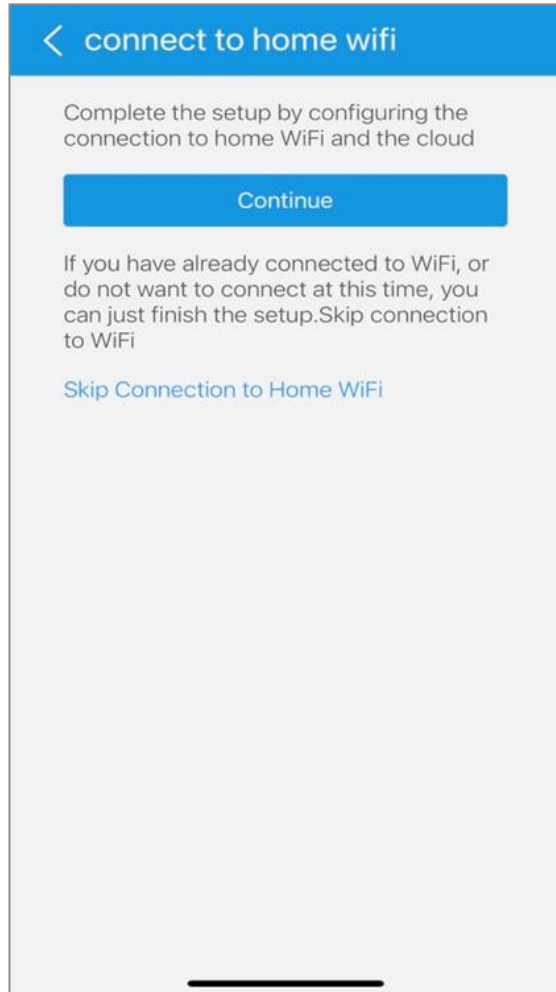 connect to home wifi
Complete the setup by configuring the
connection to home WiFi and the cloud
Continue
If you have already connected to WiFi, or
do not want to connect at this time, you
can just finish the setup.Skip connection
to WiFi
Skip Connection to Home WiFi